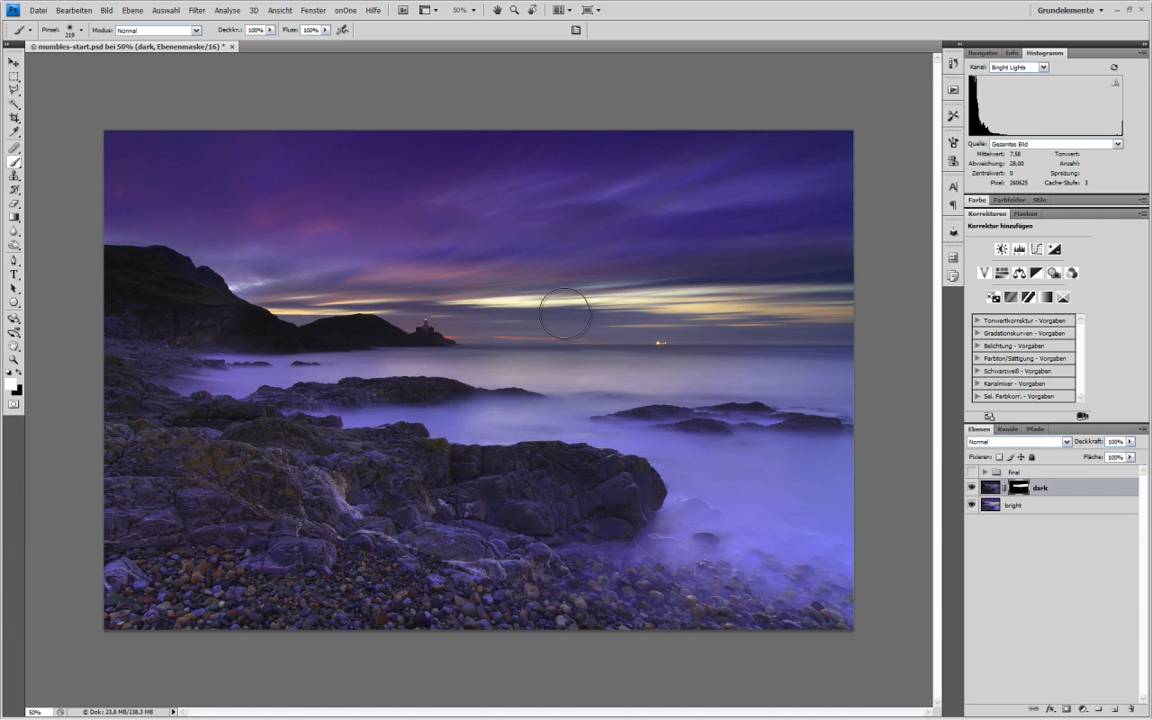 Ps Datei Bearbeiten Bild Ebene Auswahl Filter Analyse 3D Ansicht Fenster onOne Hilfe Br 50% Grundelemente
Pinsel: 219 Modus: Normal Deckkr.: 100% Fluss: 100%
© mumbles-start.psd bei 50% (dark, Ebenenmaske/16) * ×
Navigator Info Histogramm
Kanal: Bright Lights
Quelle: Gesamtes Bild
Mittelwert: 7,58 Tonwert:
Abweichung: 28,00 Anzahl:
Zentralwert: 0 Spreizung:
Pixel: 260625 Cache-Stufe: 3
Farbe Farbfelder Stile
Korrekturen Masken
Korrektur hinzufügen
Tonwertkorrektur - Vorgaben
Gradationskurven - Vorgaben
Belichtung - Vorgaben
Farbton/Sättigung - Vorgaben
Schwarzweiß - Vorgaben
Kanalmixer - Vorgaben
Sel. Farbkorr. - Vorgaben
Ebenen Kanäle Pfade
Normal Deckkraft: 100%
Fixieren: Fläche: 100%
final
dark
bright
50% © Dok: 23,8 MB/236,3 MB